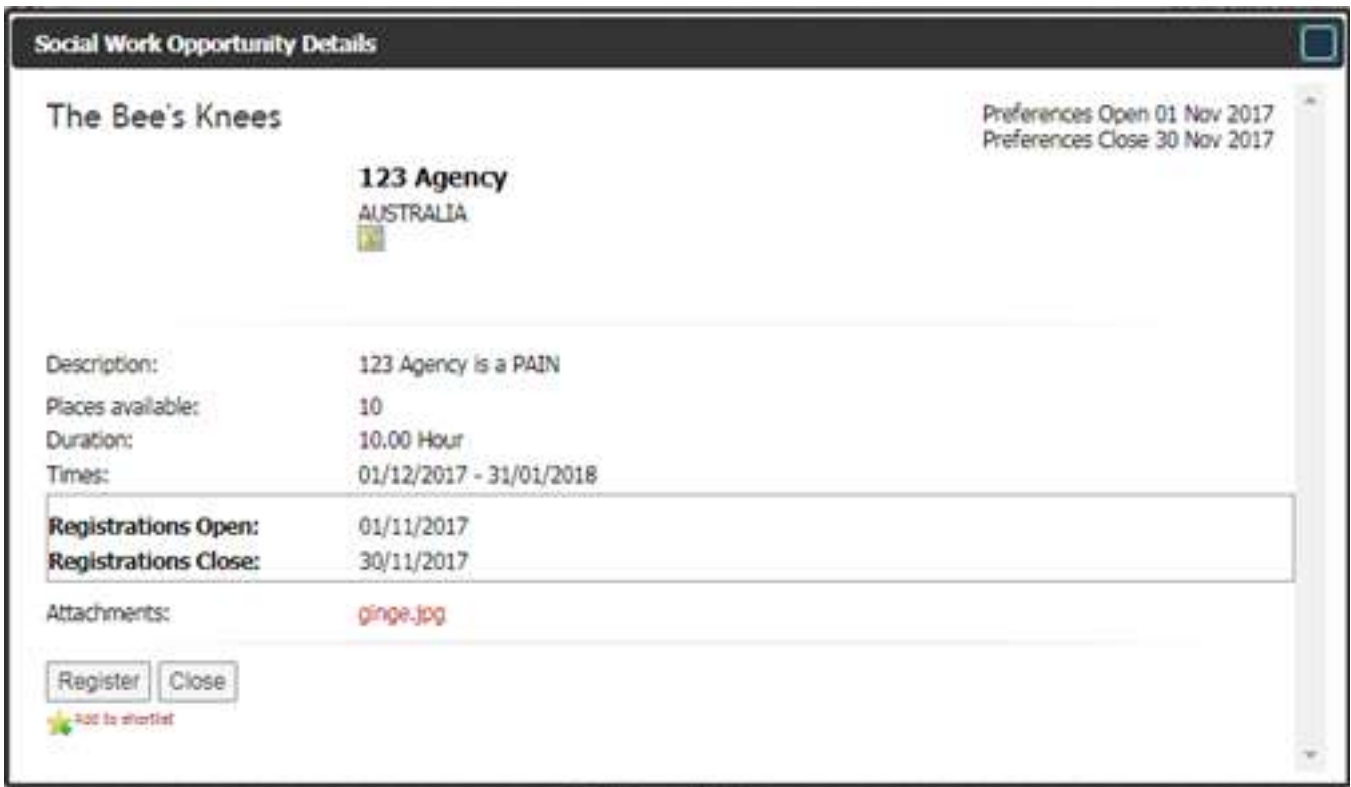 Social Work Opportunity Details
The Bee's Knees
Preferences Open 01 Nov 2017
Preferences Close 30 Nov 2017
123 Agency
AUSTRALIA
Description: 123 Agency is a PAIN
Places available: 10
Duration: 10.00 Hour
Times: 01/12/2017 - 31/01/2018
Registrations Open: 01/11/2017
Registrations Close: 30/11/2017
Attachments: ginge.jpg
Register Close
Add to shortlist